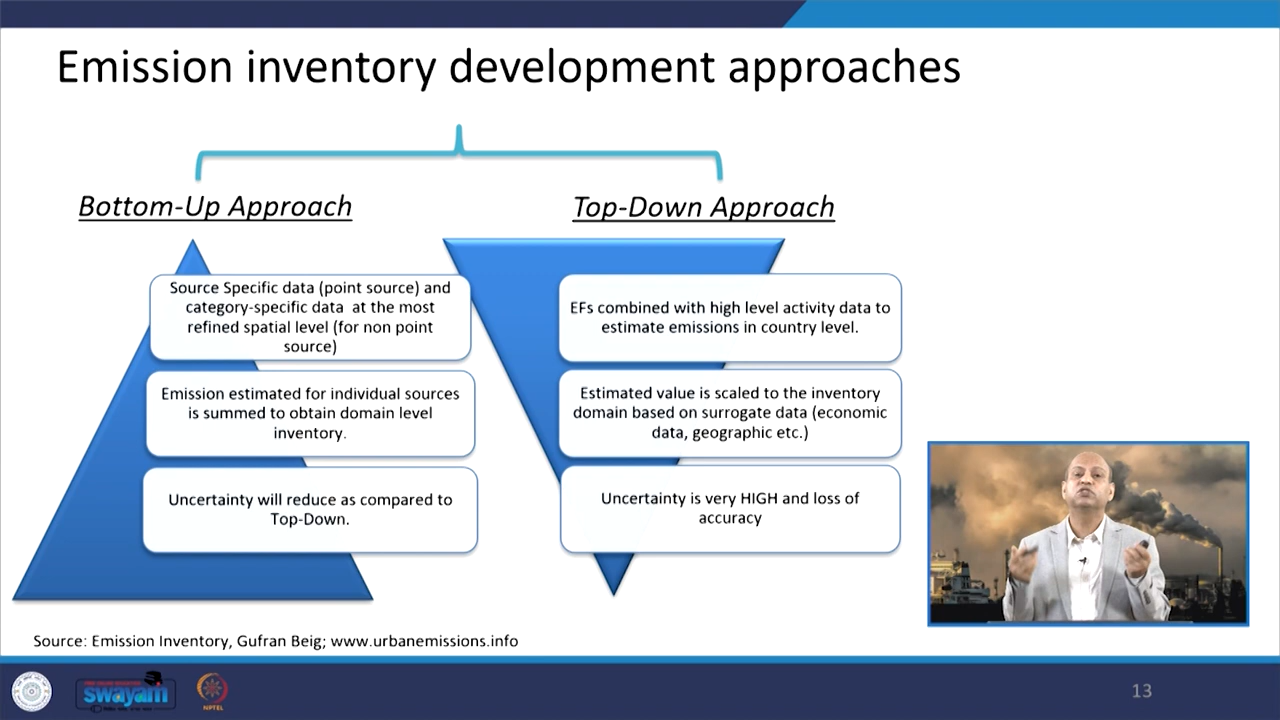 Emission inventory development approaches
Bottom-Up Approach
Source Specific data (point source) and
category-specific data at the most
refined spatial level (for non point
source)
Emission estimated for individual sources
is summed to obtain domain level
inventory.
Uncertainty will reduce as compared to
Top-Down.
Top-Down Approach
EFs combined with high level activity data to
estimate emissions in country level.
Estimated value is scaled to the inventory
domain based on surrogate data (economic
data, geographic etc.)
Uncertainty is very HIGH and loss of
accuracy
Source: Emission Inventory, Gufran Beig; www.urbanemissions.info
swayam
NPTEL
13